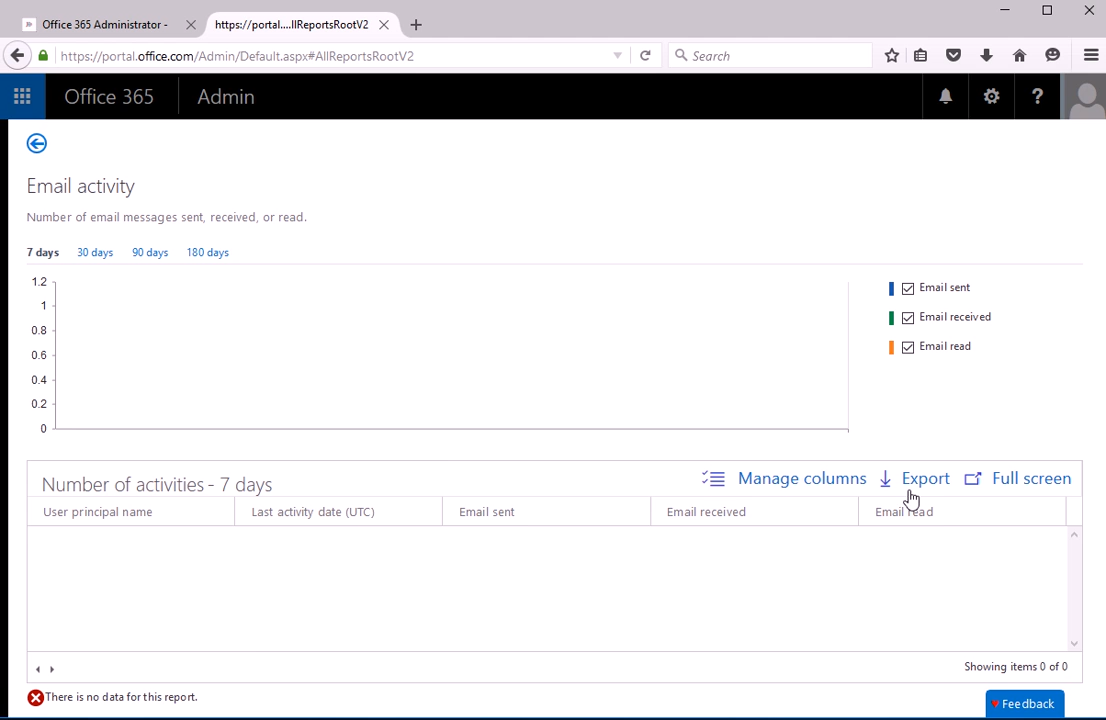 Office 365 Administrator -
https://portal....llReportsRootV2
https://portal.office.com/Admin/Default.aspx#AllReportsRootV2
Search
Office 365
Admin
?
Email activity
Number of email messages sent, received, or read.
7 days
30 days
90 days
180 days
1.2
1
0.8
0.6
0.4
0.2
0
Email sent
Email received
Email read
Number of activities - 7 days
Manage columns
Export
Full screen
User principal name
Last activity date (UTC)
Email sent
Email received
Email read
Showing items 0 of 0
There is no data for this report.
Feedback